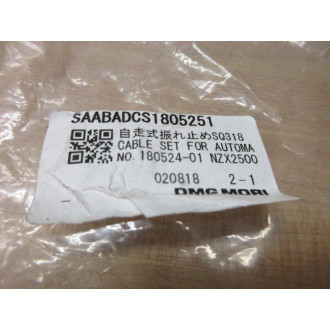 5AABADCS1805251
自走式振れ止めSQ318
CABLE SET FOR AUTOMA
NO.180524-01 NZX2500
020818 2-1
DMG MORI